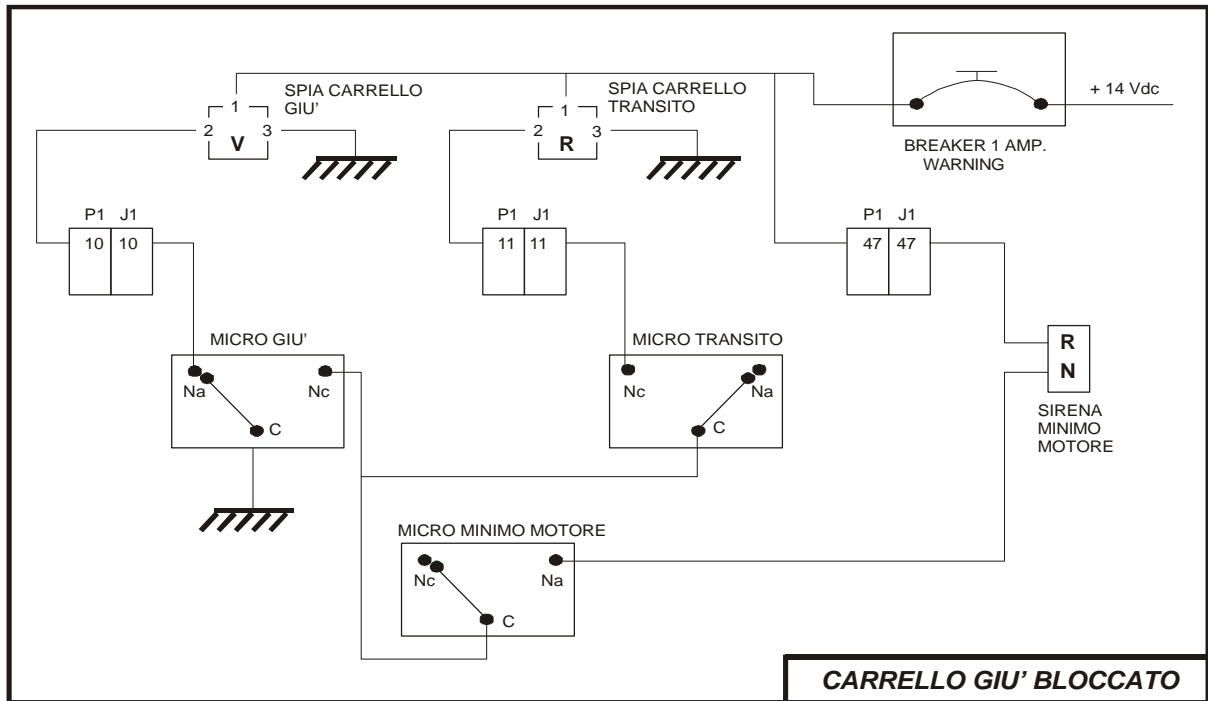 SPIA CARRELLO
GIU'
SPIA CARRELLO
TRANSITO
+ 14 Vdc
1
2
3
V
1
2
3
R
BREAKER 1 AMP.
WARNING
P1 J1
10 10
P1 J1
11 11
P1 J1
47 47
MICRO GIU'
Na
Nc
C
MICRO TRANSITO
Nc
Na
C
R
N
SIRENA
MINIMO
MOTORE
MICRO MINIMO MOTORE
Nc
Na
C
CARRELLO GIU' BLOCCATO